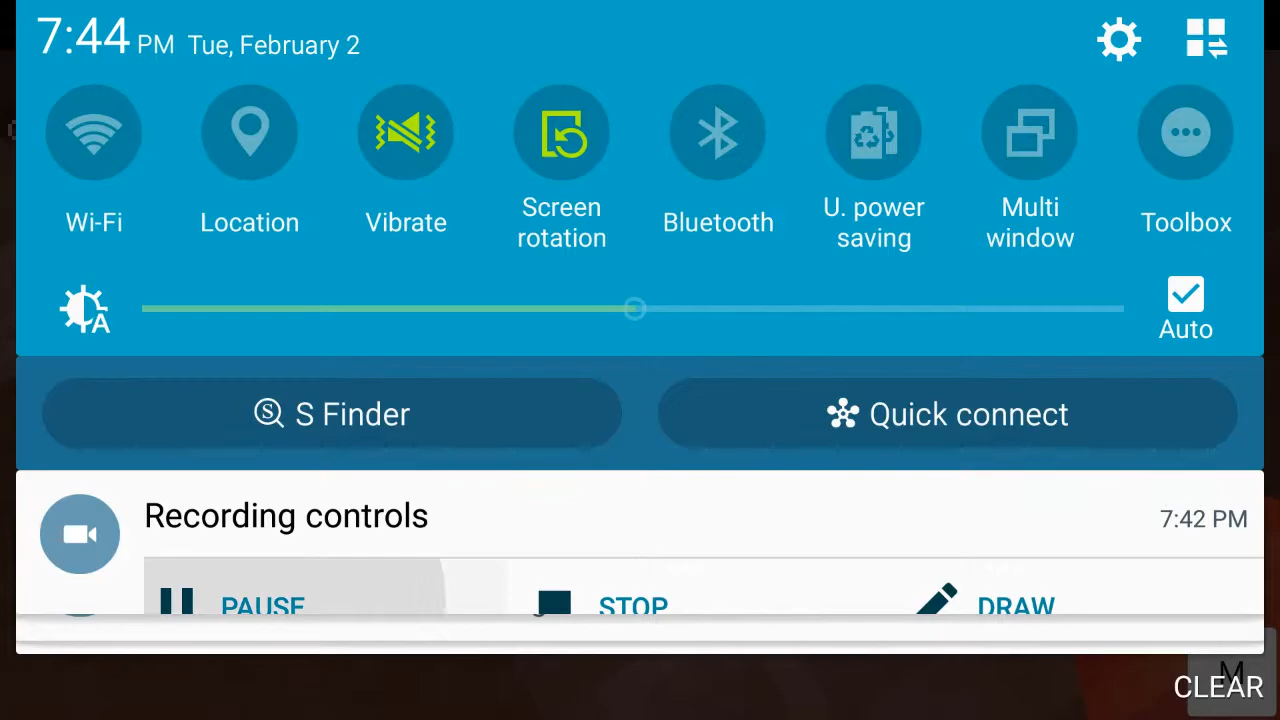 7:44 PM Tue, February 2
Wi-Fi
Location
Vibrate
Screen
rotation
Bluetooth
U. power
saving
Multi
window
Toolbox
A
Auto
S Finder
Quick connect
Recording controls
7:42 PM
PAUSE
STOP
DRAW
M
CLEAR